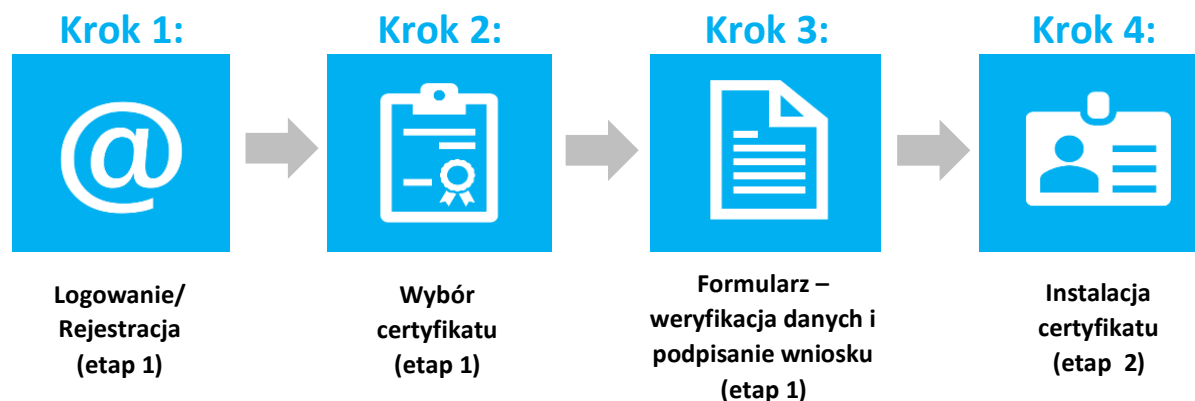 Krok 1:
Krok 2:
Krok 3:
Krok 4:
@
Logowanie/
Rejestracja
(etap 1)
Wybór
certyfikatu
(etap 1)
Formularz –
weryfikacja danych i
podpisanie wniosku
(etap 1)
Instalacja
certyfikatu
(etap 2)